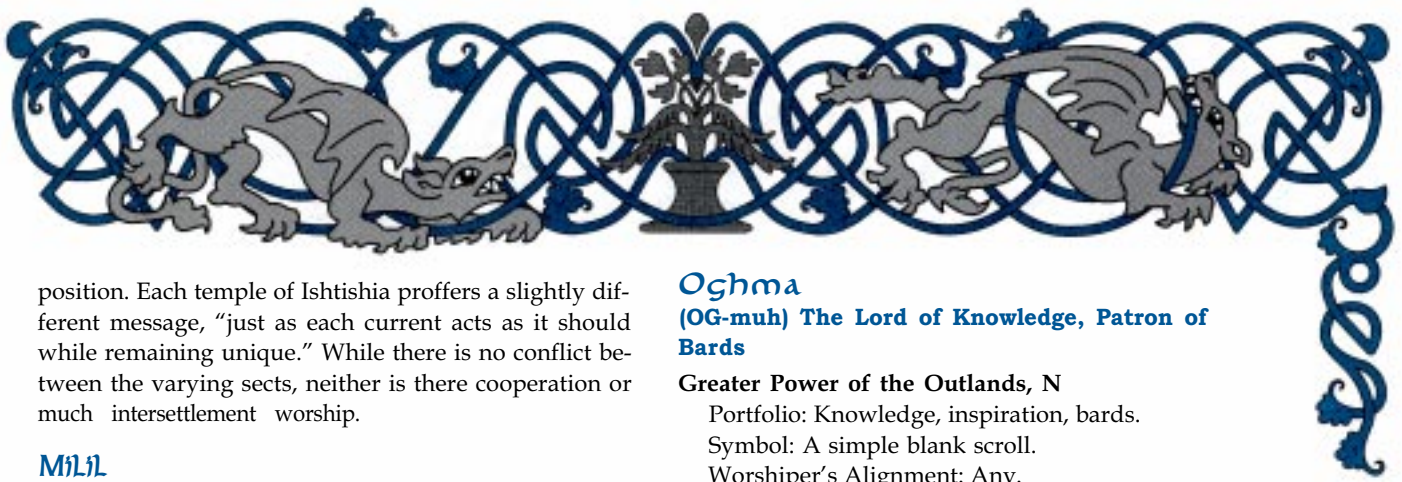 position. Each temple of Ishtishia proffers a slightly dif-
ferent message, “just as each current acts as it should
while remaining unique.” While there is no conflict be-
tween the varying sects, neither is there cooperation or
much intersettlement worship.
Milil
Oghma
(OG-muh) The Lord of Knowledge, Patron of
Bards
Greater Power of the Outlands, N
Portfolio: Knowledge, inspiration, bards.
Symbol: A simple blank scroll.
Worshiper's Alignment: Any.